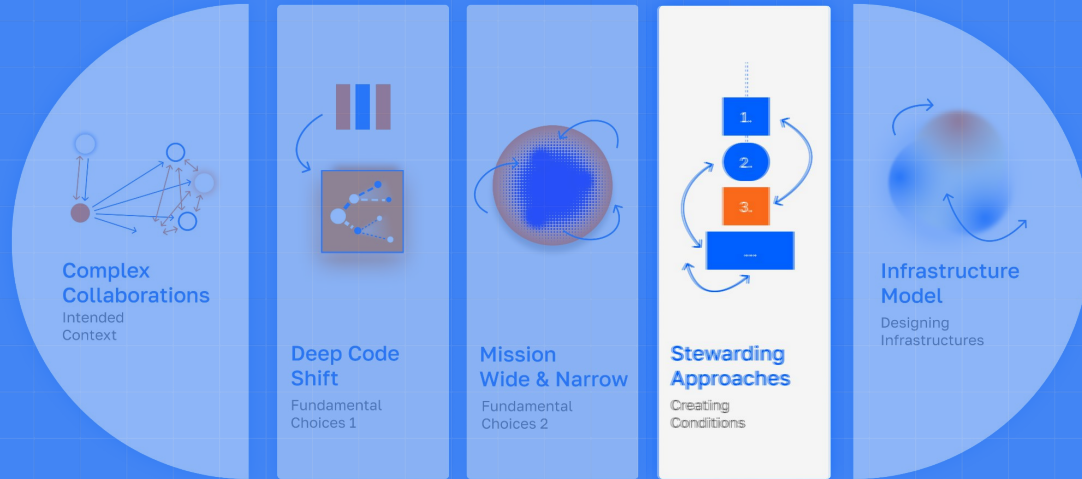 Complex
Collaborations
Intended
Context
Deep Code
Shift
Fundamental
Choices 1
Mission
Wide & Narrow
Fundamental
Choices 2
1.
2.
3.
...
Stewarding
Approaches
Creating
Conditions
Infrastructure
Model
Designing
Infrastructures